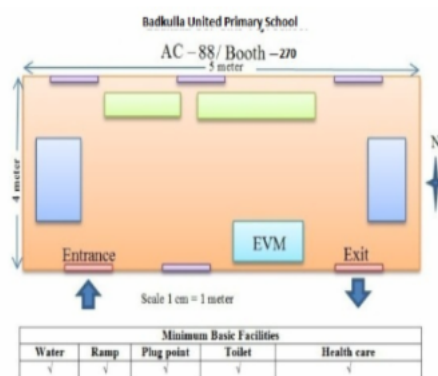 Badkulla United Primary School
AC – 88/ Booth – 270
5 meter
4 meter
N
Entrance
EVM
Exit
Scale 1 cm = 1 meter
Minimum Basic Facilities
Water Ramp Plug point Toilet Health care
√ √ √ √ √